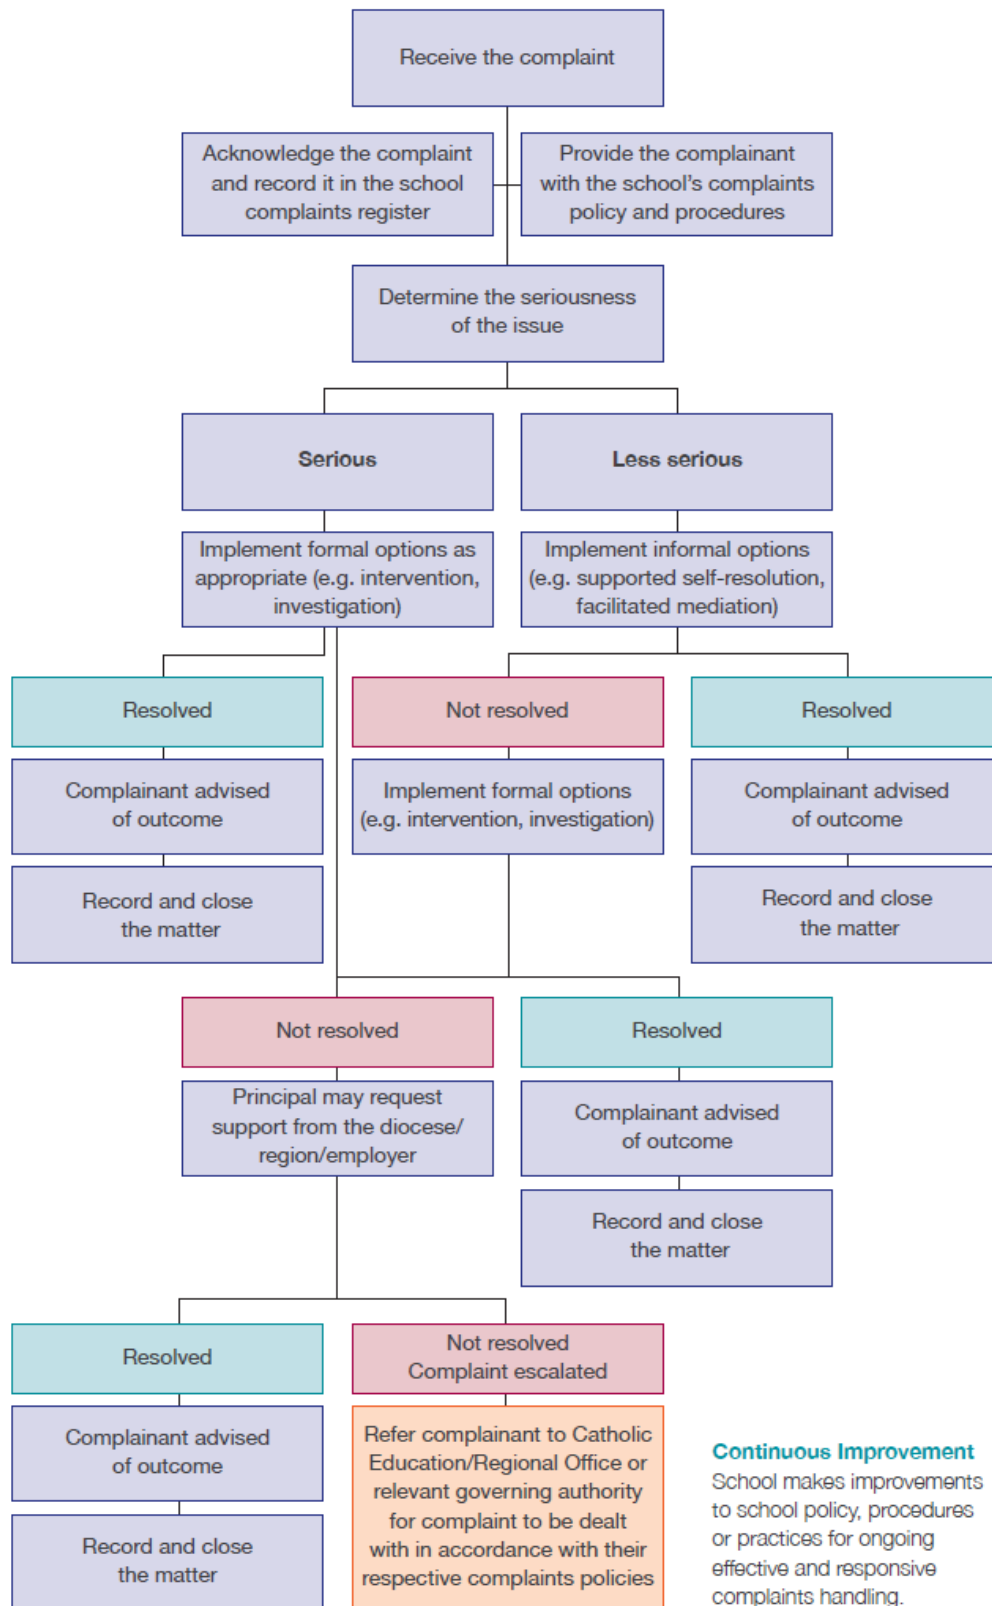 Receive the complaint
Acknowledge the complaint
and record it in the school
complaints register
Provide the complainant
with the school's complaints
policy and procedures
Determine the seriousness
of the issue
Serious
Less serious
Implement formal options as
appropriate (e.g. intervention,
investigation)
Implement informal options
(e.g. supported self-resolution,
facilitated mediation)
Resolved
Not resolved
Resolved
Complainant advised
of outcome
Implement formal options
(e.g. intervention, investigation)
Complainant advised
of outcome
Record and close
the matter
Record and close
the matter
Not resolved
Resolved
Principal may request
support from the diocese/
region/employer
Complainant advised
of outcome
Record and close
the matter
Resolved
Not resolved
Complaint escalated
Complainant advised
of outcome
Refer complainant to Catholic
Education/Regional Office or
relevant governing authority
for complaint to be dealt
with in accordance with their
respective complaints policies
Record and close
the matter
Continuous Improvement
School makes improvements
to school policy, procedures
or practices for ongoing
effective and responsive
complaints handling.